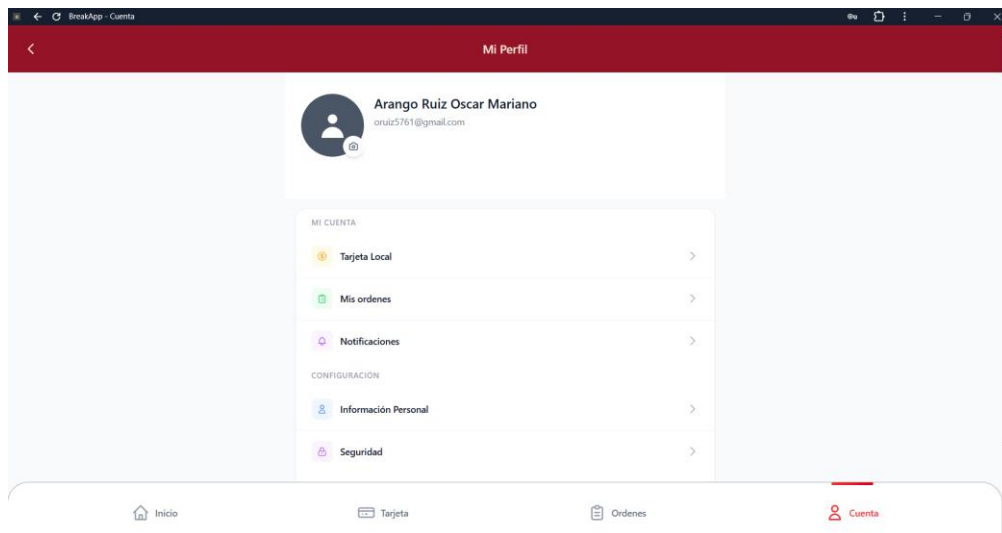 BreakApp - Cuenta
Mi Perfil
Arango Ruiz Oscar Mariano
oruiz5761@gmail.com
MI CUENTA
Tarjeta Local
Mis ordenes
Notificaciones
CONFIGURACIÓN
Información Personal
Seguridad
Inicio
Tarjeta
Ordenes
Cuenta